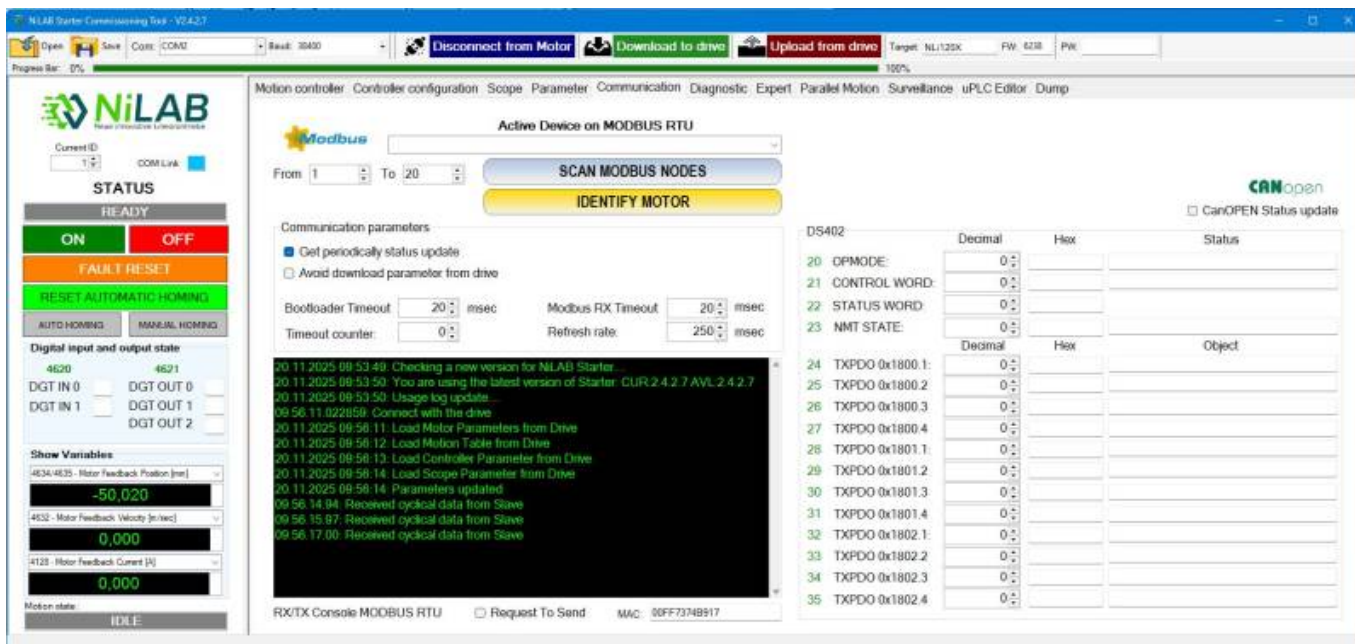 NiLAB Starter Commissioning Tool - V2.4.2.7
Open Save Com: COM2 Baud: 38400 Disconnect from Motor Download to drive Upload from drive Target: NLi120X FW: 6238 PW:
Progress Bar: 0% 100%
Motion controller Controller configuration Scope Parameter Communication Diagnostic Expert Parallel Motion Surveillance uPLC Editor Dump
NiLAB
Current ID
1 COM Link
STATUS
READY
ON OFF
FAULT RESET
RESET AUTOMATIC HOMING
AUTO HOMING MANUAL HOMING
Digital input and output state
4620 4621
DGT IN 0 DGT OUT 0
DGT IN 1 DGT OUT 1
DGT OUT 2
Show Variables
4634/4635 - Motor Feedback Position [mm]
-50,020
4632 - Motor Feedback Velocity [m/sec]
0,000
4128 - Motor Feedback Current [A]
0,000
Motion state:
IDLE
Modbus
Active Device on MODBUS RTU
From 1 To 20
SCAN MODBUS NODES
IDENTIFY MOTOR
Communication parameters
Get periodically status update
Avoid download parameter from drive
Bootloader Timeout 20 msec Modbus RX Timeout 20 msec
Timeout counter: 0 Refresh rate: 250 msec
20.11.2025 09:53:49: Checking a new version for NiLAB Starter...
20.11.2025 09:53:50: You are using the latest version of Starter: CUR:2.4.2.7 AVL:2.4.2.7
20.11.2025 09:53:50: Usage log update...
09:56:11.022859: Connect with the drive
20.11.2025 09:56:11: Load Motor Parameters from Drive
20.11.2025 09:56:12: Load Motion Table from Drive
20.11.2025 09:56:13: Load Controller Parameter from Drive
20.11.2025 09:56:14: Load Scope Parameter from Drive
20.11.2025 09:56:14: Parameters updated
09:56:14.94: Received cyclical data from Slave
09:56:15.97: Received cyclical data from Slave
09:56:17.00: Received cyclical data from Slave
RX/TX Console MODBUS RTU Request To Send MAC: 00FF7374B917
CANopen
CanOPEN Status update
DS402
Decimal Hex Status
20 OPMODE: 0
21 CONTROL WORD: 0
22 STATUS WORD: 0
23 NMT STATE: 0
Decimal Hex Object
24 TXPDO 0x1800.1: 0
25 TXPDO 0x1800.2 0
26 TXPDO 0x1800.3 0
27 TXPDO 0x1800.4 0
28 TXPDO 0x1801.1: 0
29 TXPDO 0x1801.2 0
30 TXPDO 0x1801.3 0
31 TXPDO 0x1801.4 0
32 TXPDO 0x1802.1: 0
33 TXPDO 0x1802.2 0
34 TXPDO 0x1802.3 0
35 TXPDO 0x1802.4 0